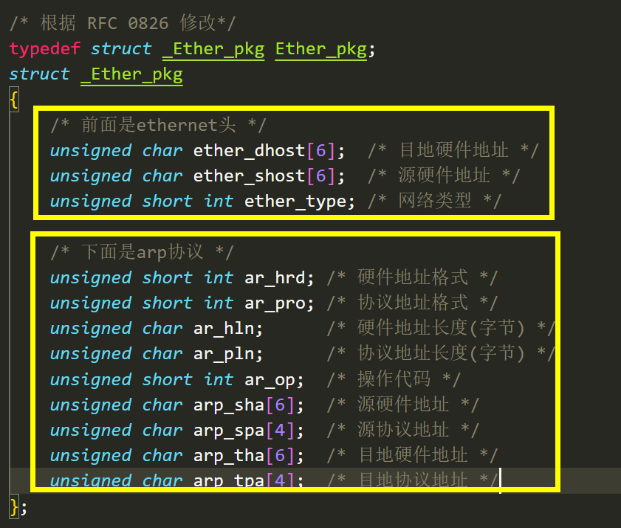 /* 根据 RFC 0826 修改*/
typedef struct _Ether_pkg Ether_pkg;
struct _Ether_pkg
{
/* 前面是ethernet头 */
unsigned char ether_dhost[6]; /* 目地硬件地址 */
unsigned char ether_shost[6]; /* 源硬件地址 */
unsigned short int ether_type; /* 网络类型 */
/* 下面是arp协议 */
unsigned short int ar_hrd; /* 硬件地址格式 */
unsigned short int ar_pro; /* 协议地址格式 */
unsigned char ar_hln; /* 硬件地址长度(字节) */
unsigned char ar_pln; /* 协议地址长度(字节) */
unsigned short int ar_op; /* 操作代码 */
unsigned char arp_sha[6]; /* 源硬件地址 */
unsigned char arp_spa[4]; /* 源协议地址 */
unsigned char arp_tha[6]; /* 目地硬件地址 */
unsigned char arp_tpa[4]; /* 目地协议地址 */
};